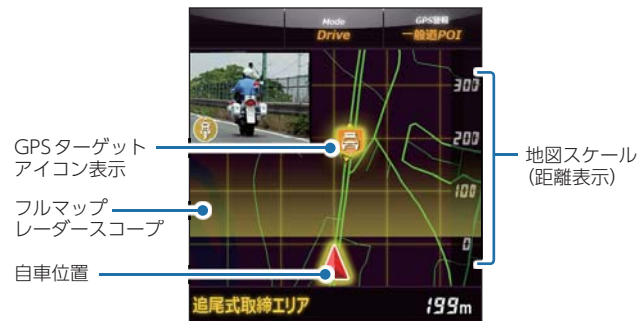 Mode
Drive
GPS警報
一般道POI
300
200
100
0
GPSターゲット
アイコン表示
フルマップ
レーダースコープ
自車位置
地図スケール
(距離表示)
追尾式取締エリア
199m